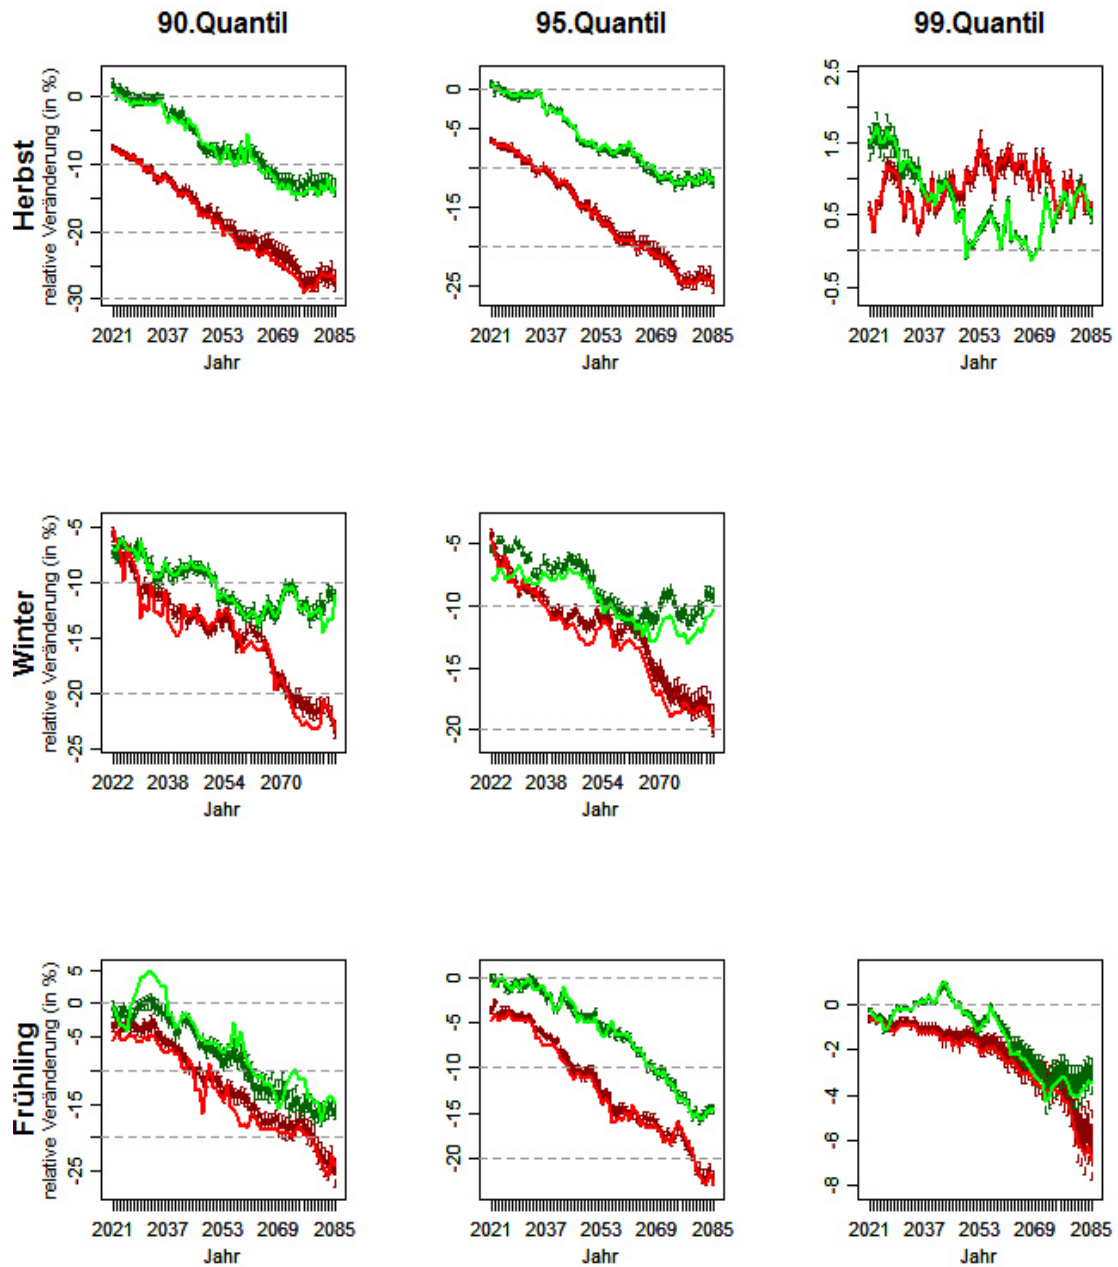 90.Quantil 95.Quantil 99.Quantil
Herbst
relative Veränderung (in %)
0
-10
-20
-30
2021 2037 2053 2069 2085
Jahr
0
-5
-15
-25
2021 2037 2053 2069 2085
Jahr
2.5
1.5
0.5
-0.5
2021 2037 2053 2069 2085
Jahr
Winter
relative Veränderung (in %)
-5
-10
-15
-20
-25
2022 2038 2054 2070
Jahr
-5
-10
-15
-20
2022 2038 2054 2070
Jahr
Frühling
relative Veränderung (in %)
5
0
-5
-15
-25
2021 2037 2053 2069 2085
Jahr
0
-5
-10
-15
-20
2021 2037 2053 2069 2085
Jahr
0
-2
-4
-6
-8
2021 2037 2053 2069 2085
Jahr